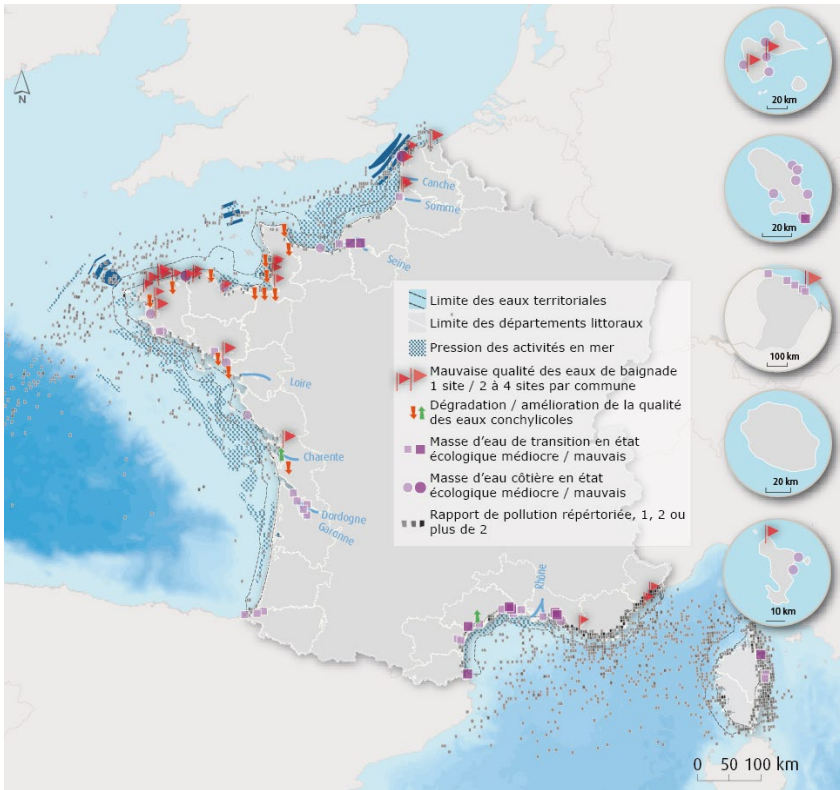 N
20 km
Canche
Somme
20 km
Seine
Limite des eaux territoriales
Limite des départements littoraux
Pression des activités en mer
Mauvaise qualité des eaux de baignade
1 site / 2 à 4 sites par commune
Dégradation / amélioration de la qualité
des eaux conchylicoles
Masse d'eau de transition en état
écologique médiocre / mauvais
Masse d'eau côtière en état
écologique médiocre / mauvais
Rapport de pollution répértoriée, 1, 2 ou
plus de 2
100 km
Loire
Charente
20 km
Dordogne
Garonne
Rhône
10 km
0 50 100 km